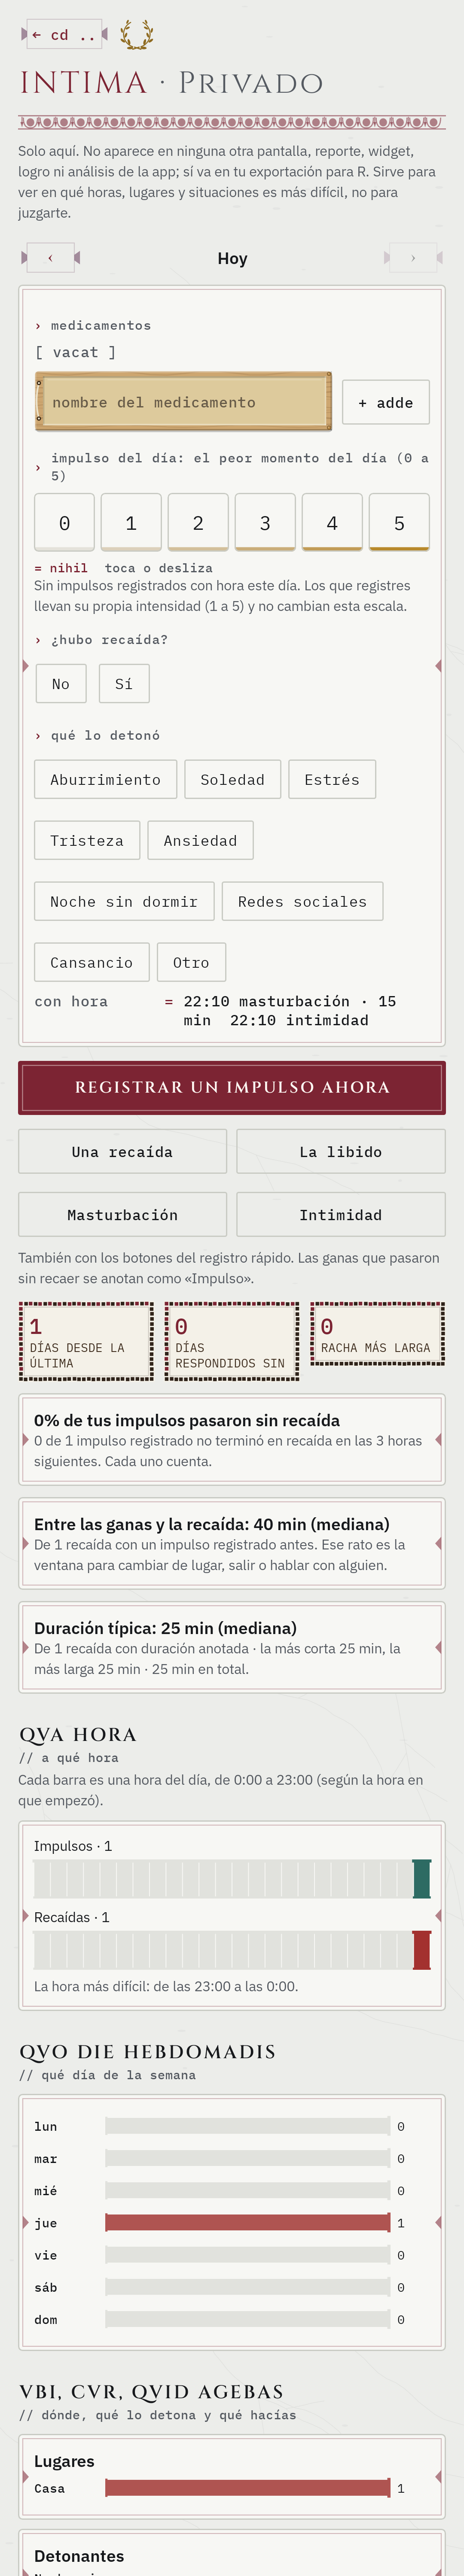 ← cd ..
INTIMA · PRIVADO
Solo aquí. No aparece en ninguna otra pantalla, reporte, widget,
logro ni análisis de la app; sí va en tu exportación para R. Sirve para
ver en qué horas, lugares y situaciones es más difícil, no para
juzgarte.
‹ Hoy ›
› medicamentos
[ vacat ]
nombre del medicamento
+ adde
› impulso del día: el peor momento del día (0 a
5)
0 1 2 3 4 5
= nihil toca o desliza
Sin impulsos registrados con hora este día. Los que registres
llevan su propia intensidad (1 a 5) y no cambian esta escala.
› ¿hubo recaída?
No Sí
› qué lo detonó
Aburrimiento Soledad Estrés
Tristeza Ansiedad
Noche sin dormir Redes sociales
Cansancio Otro
con hora = 22:10 masturbación · 15
min 22:10 intimidad
REGISTRAR UN IMPULSO AHORA
Una recaída La libido
Masturbación Intimidad
También con los botones del registro rápido. Las ganas que pasaron
sin recaer se anotan como «Impulso».
1
DÍAS DESDE LA
ÚLTIMA
0
DÍAS
RESPONDIDOS SIN
0
RACHA MÁS LARGA
0% de tus impulsos pasaron sin recaída
0 de 1 impulso registrado no terminó en recaída en las 3 horas
siguientes. Cada uno cuenta.
Entre las ganas y la recaída: 40 min (mediana)
De 1 recaída con un impulso registrado antes. Ese rato es la
ventana para cambiar de lugar, salir o hablar con alguien.
Duración típica: 25 min (mediana)
De 1 recaída con duración anotada · la más corta 25 min, la
más larga 25 min · 25 min en total.
QVA HORA
// a qué hora
Cada barra es una hora del día, de 0:00 a 23:00 (según la hora en
que empezó).
Impulsos · 1
Recaídas · 1
La hora más difícil: de las 23:00 a las 0:00.
QVO DIE HEBDOMADIS
// qué día de la semana
lun 0
mar 0
mié 0
jue 1
vie 0
sáb 0
dom 0
VBI, CVR, QVID AGEBAS
// dónde, qué lo detona y qué hacías
Lugares
Casa 1
Detonantes